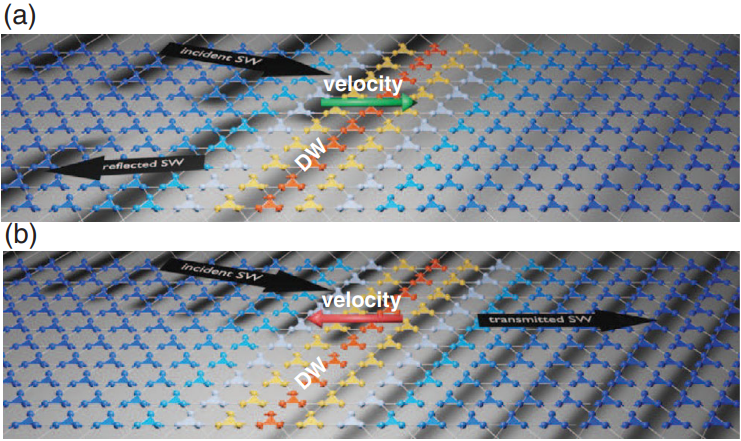 (a)
incident SW
velocity
DW
reflected SW
(b)
incident SW
velocity
transmitted SW
DW